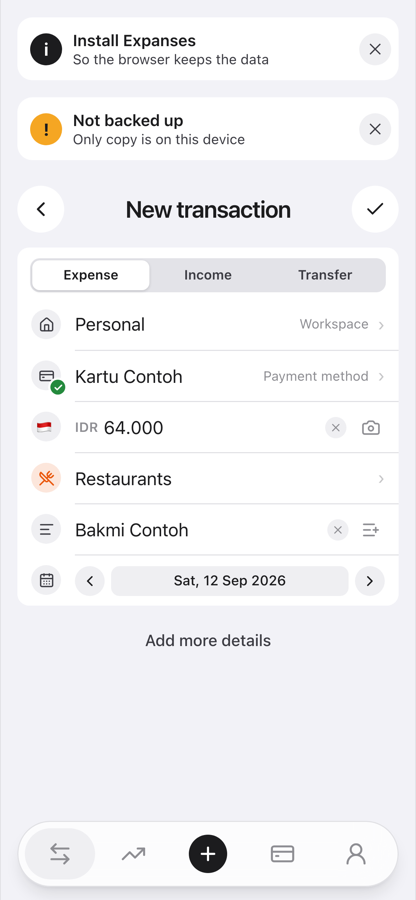 Install Expanses
So the browser keeps the data
Not backed up
Only copy is on this device
New transaction
Expense Income Transfer
Personal Workspace
Kartu Contoh Payment method
IDR 64.000
Restaurants
Bakmi Contoh
Sat, 12 Sep 2026
Add more details